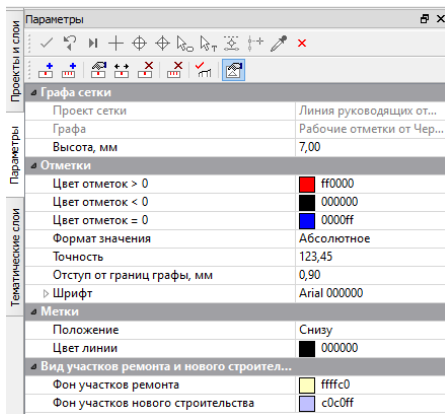 Параметры
Проекты и слои
Параметры
Тематические слои
Графа сетки
Проект сетки Линия руководящих от...
Графа Рабочие отметки от Чер...
Высота, мм 7,00
Отметки
Цвет отметок > 0 ff0000
Цвет отметок < 0 000000
Цвет отметок = 0 0000ff
Формат значения Абсолютное
Точность 123,45
Отступ от границ графы, мм 0,90
Шрифт Arial 000000
Метки
Положение Снизу
Цвет линии 000000
Вид участков ремонта и нового строител...
Фон участков ремонта ffffc0
Фон участков нового строительства c0c0ff